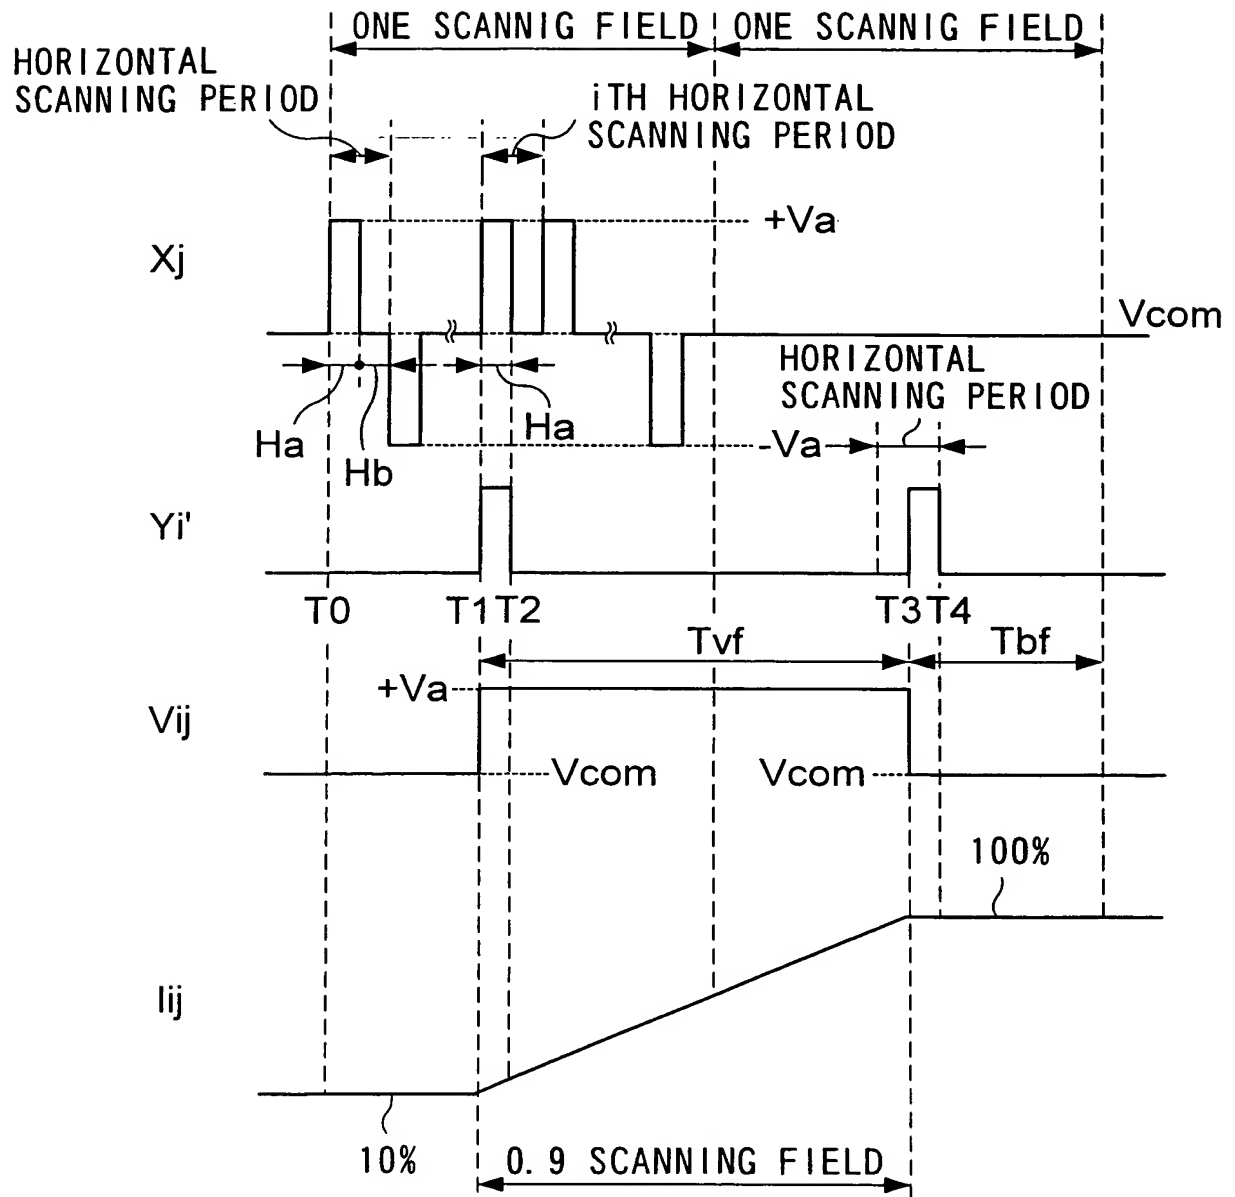 ONE SCANNIG FIELD
ONE SCANNIG FIELD
HORIZONTAL
SCANNING PERIOD
iTH HORIZONTAL
SCANNING PERIOD
+Va
Xj
Vcom
HORIZONTAL
SCANNING PERIOD
Ha
Hb
Ha
-Va
Yi'
T0
T1
T2
T3
T4
Tvf
Tbf
+Va
Vij
Vcom
Vcom
100%
Iij
10%
0.9 SCANNING FIELD